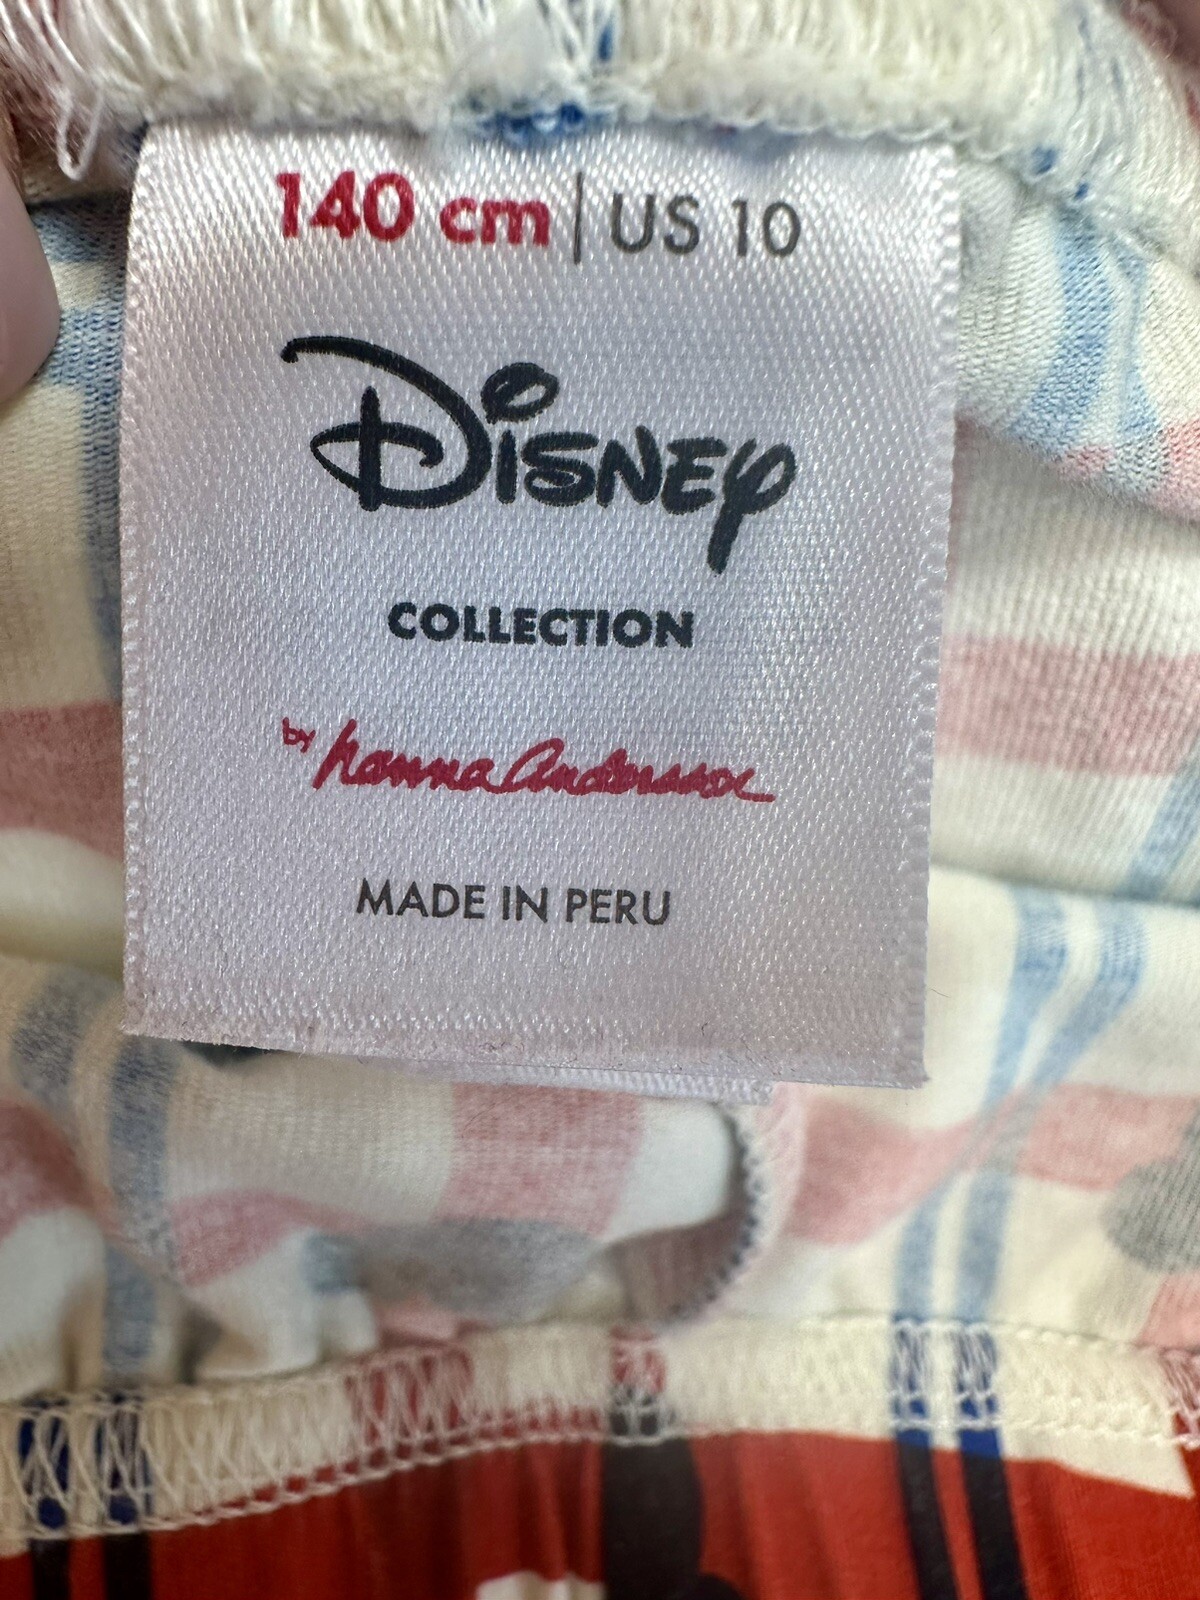 140 cm | US 10
Disney
COLLECTION
by hanna andersson
MADE IN PERU